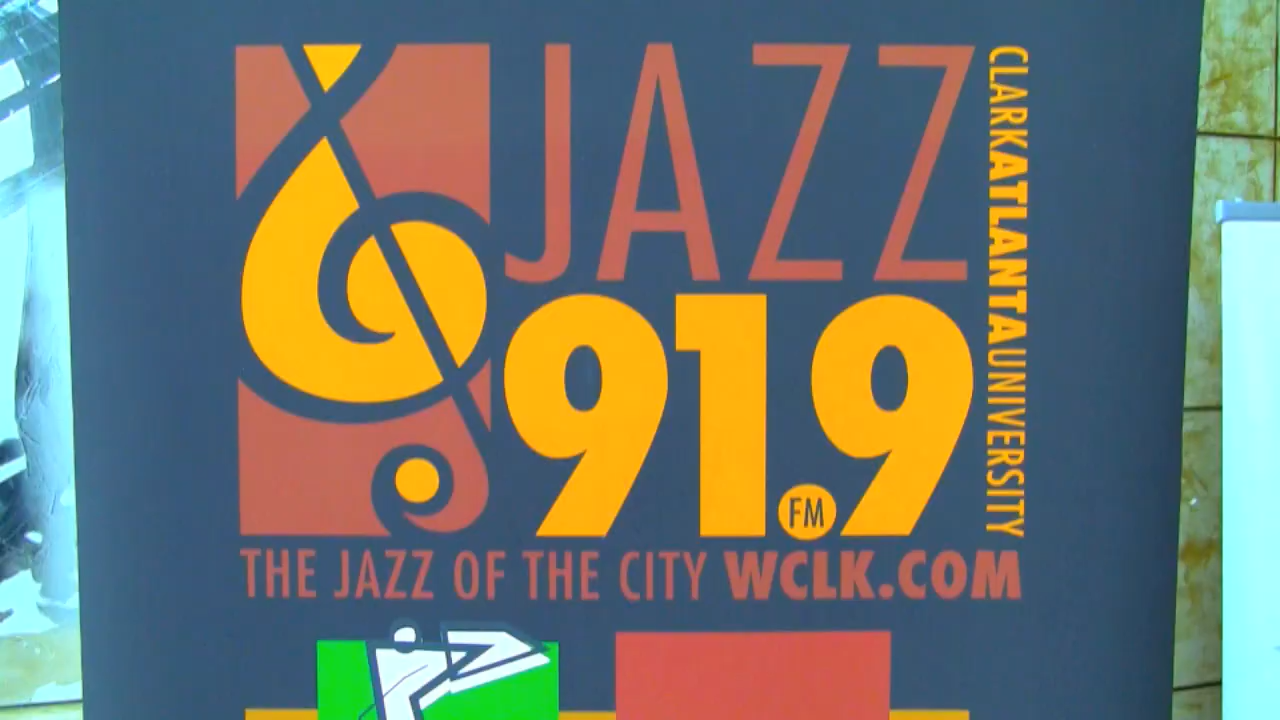 JAZZ
91.9
FM
CLARKATLANTAUNIVERSITY
THE JAZZ OF THE CITY WCLK.COM